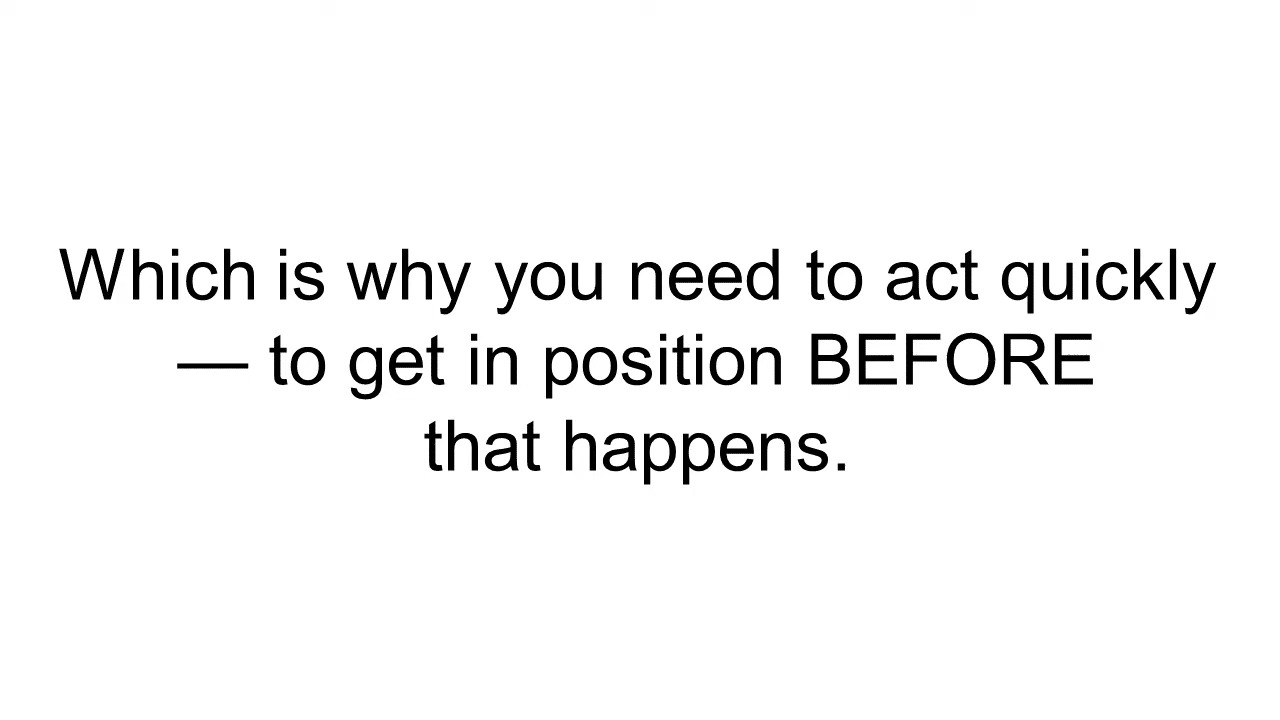 Which is why you need to act quickly
— to get in position BEFORE
that happens.